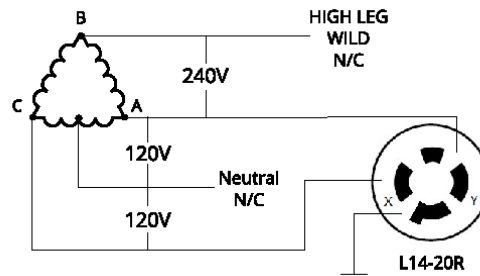 B
HIGH LEG
WILD
N/C
240V
C
A
120V
Neutral
N/C
120V
X
Y
L14-20R